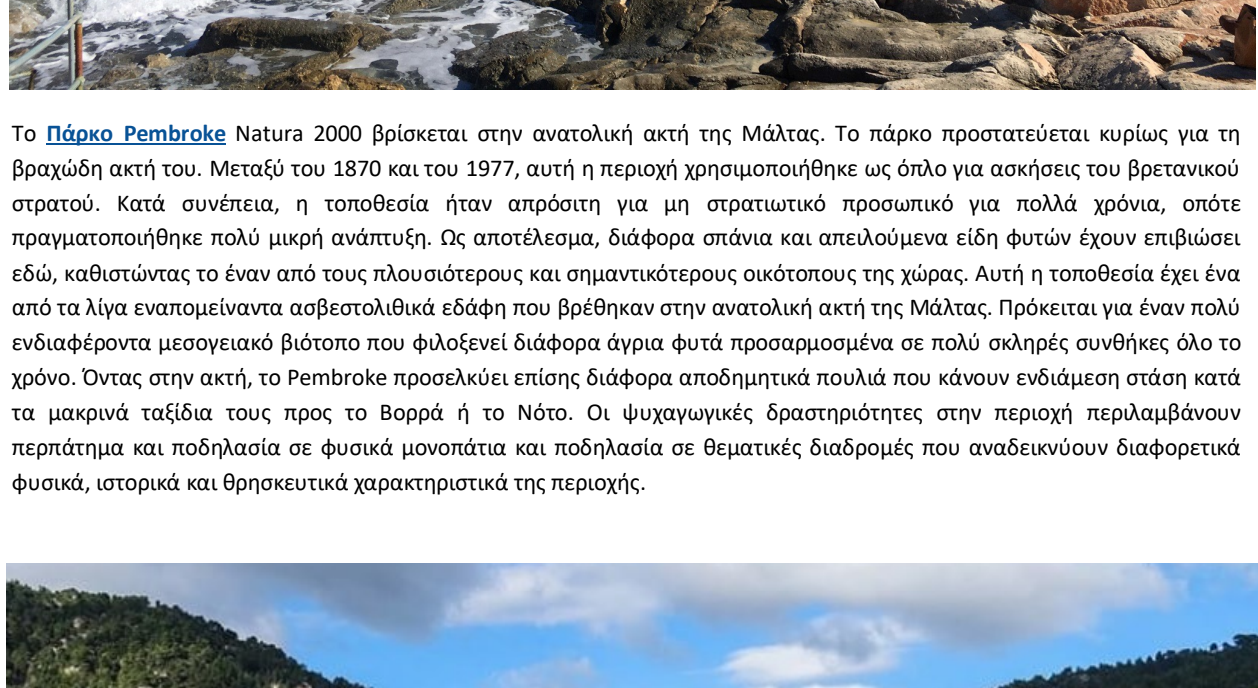 Το Πάρκο Pembroke Natura 2000 βρίσκεται στην ανατολική ακτή της Μάλτας. Το πάρκο προστατεύεται κυρίως για τη
βραχώδη ακτή του. Μεταξύ του 1870 και του 1977, αυτή η περιοχή χρησιμοποιήθηκε ως όπλο για ασκήσεις του βρετανικού
στρατού. Κατά συνέπεια, η τοποθεσία ήταν απρόσιτη για μη στρατιωτικό προσωπικό για πολλά χρόνια, οπότε
πραγματοποιήθηκε πολύ μικρή ανάπτυξη. Ως αποτέλεσμα, διάφορα σπάνια και απειλούμενα είδη φυτών έχουν επιβιώσει
εδώ, καθιστώντας το έναν από τους πλουσιότερους και σημαντικότερους οικότοπους της χώρας. Αυτή η τοποθεσία έχει ένα
από τα λίγα εναπομείναντα ασβεστολιθικά εδάφη που βρέθηκαν στην ανατολική ακτή της Μάλτας. Πρόκειται για έναν πολύ
ενδιαφέροντα μεσογειακό βιότοπο που φιλοξενεί διάφορα άγρια φυτά προσαρμοσμένα σε πολύ σκληρές συνθήκες όλο το
χρόνο. Όντας στην ακτή, το Pembroke προσελκύει επίσης διάφορα αποδημητικά πουλιά που κάνουν ενδιάμεση στάση κατά
τα μακρινά ταξίδια τους προς το Βορρά ή το Νότο. Οι ψυχαγωγικές δραστηριότητες στην περιοχή περιλαμβάνουν
περπάτημα και ποδηλασία σε φυσικά μονοπάτια και ποδηλασία σε θεματικές διαδρομές που αναδεικνύουν διαφορετικά
φυσικά, ιστορικά και θρησκευτικά χαρακτηριστικά της περιοχής.